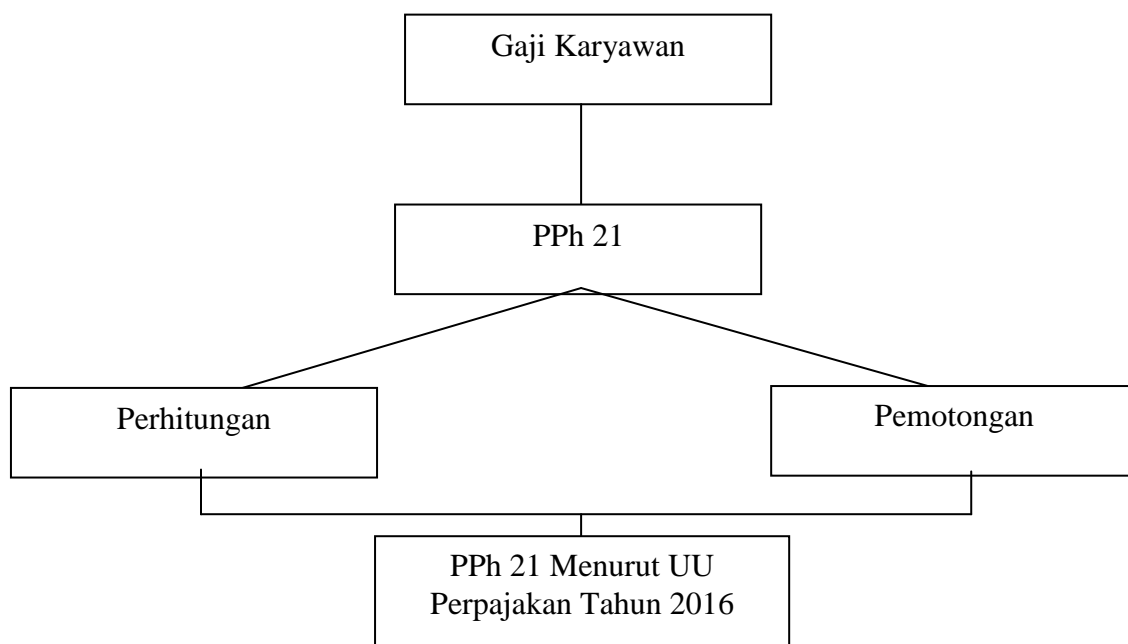 Gaji Karyawan
PPh 21
Perhitungan
Pemotongan
PPh 21 Menurut UU
Perpajakan Tahun 2016